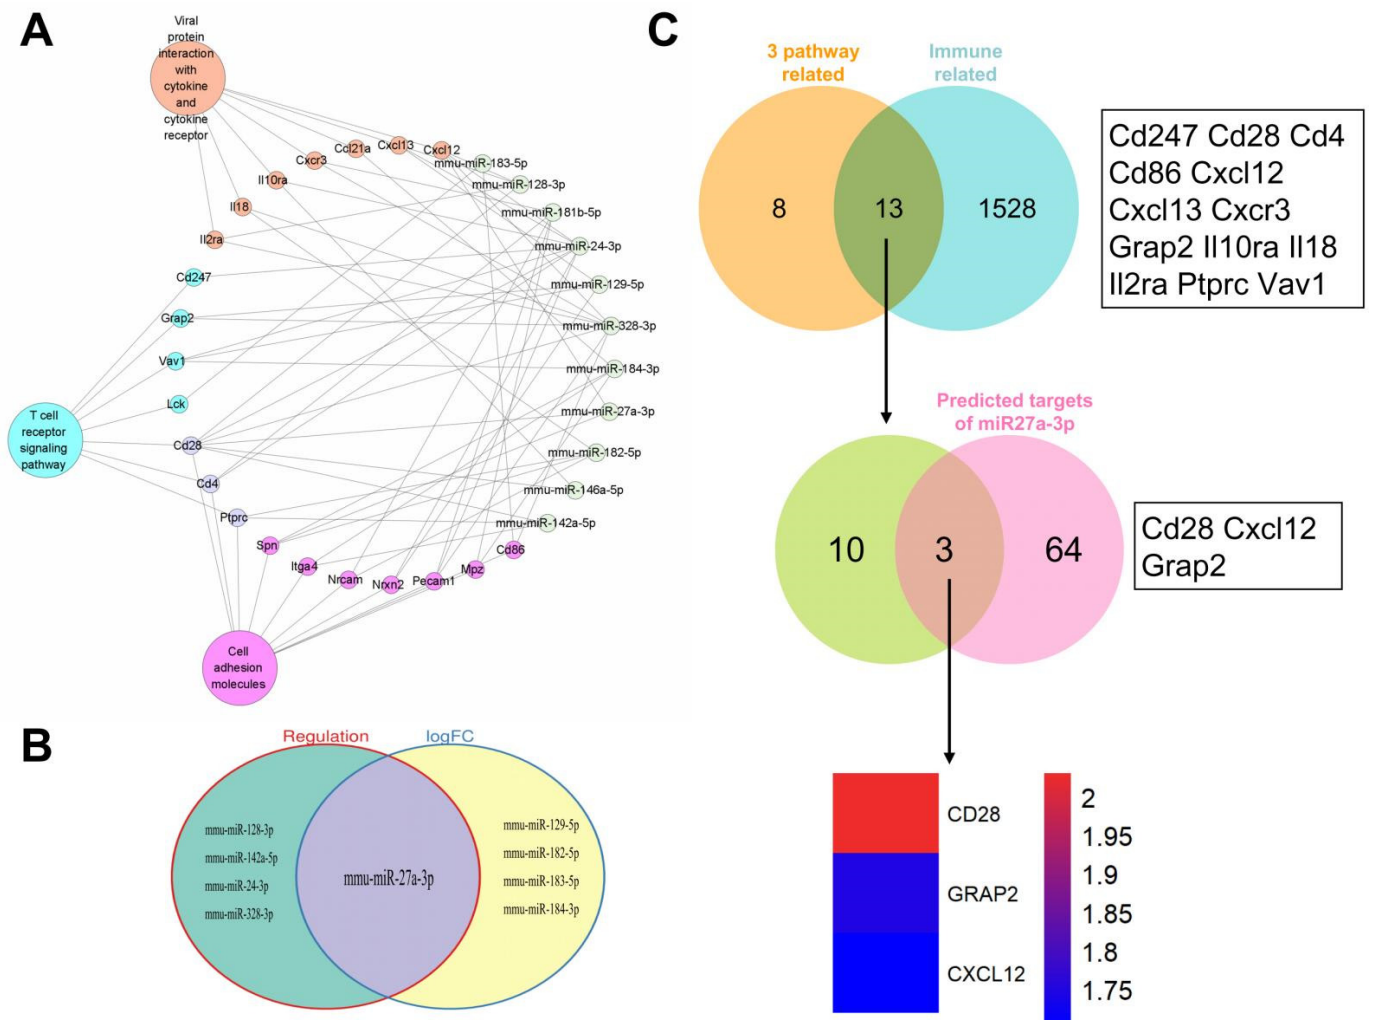 A
Viral
protein
interaction
with
cytokine
and
cytokine
receptor
Cxcl12
Cxcl13
Ccl21a
Cxcr3
Il10ra
Il18
Il2ra
Cd247
Grap2
Vav1
Lck
Cd28
Cd4
Ptprc
Spn
Itga4
Nrcam
Nrxn2
Pecam1
Mpz
Cd86
mmu-miR-183-5p
mmu-miR-128-3p
mmu-miR-181b-5p
mmu-miR-24-3p
mmu-miR-129-5p
mmu-miR-328-3p
mmu-miR-184-3p
mmu-miR-27a-3p
mmu-miR-182-5p
mmu-miR-146a-5p
mmu-miR-142a-5p
T cell
receptor
signaling
pathway
Cell
adhesion
molecules
B
Regulation
logFC
mmu-miR-128-3p
mmu-miR-142a-5p
mmu-miR-24-3p
mmu-miR-328-3p
mmu-miR-27a-3p
mmu-miR-129-5p
mmu-miR-182-5p
mmu-miR-183-5p
mmu-miR-184-3p
C
3 pathway
related
Immune
related
8
13
1528
Cd247 Cd28 Cd4
Cd86 Cxcl12
Cxcl13 Cxcr3
Grap2 Il10ra Il18
Il2ra Ptprc Vav1
Predicted targets
of miR27a-3p
10
3
64
Cd28 Cxcl12
Grap2
CD28
GRAP2
CXCL12
2
1.95
1.9
1.85
1.8
1.75